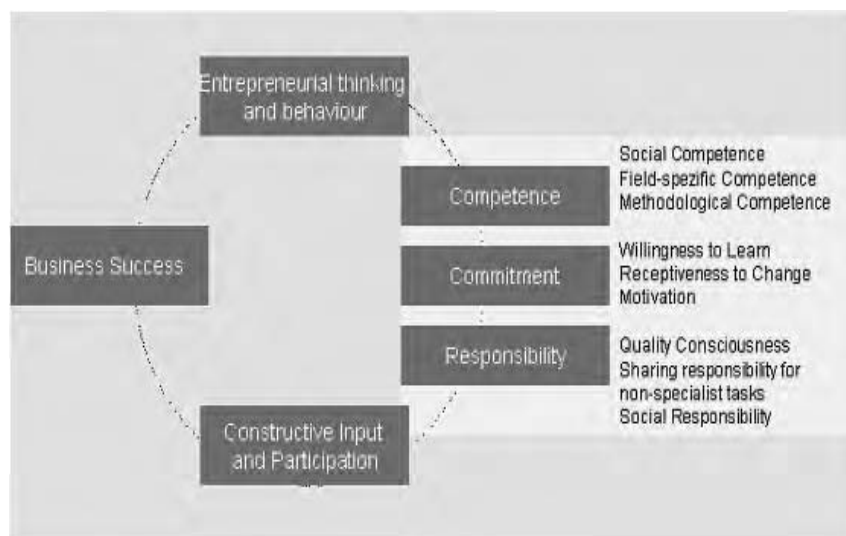 Entrepreneurial thinking
and behaviour
Competence
Social Competence
Field-spezific Competence
Methodological Competence
Business Success
Commitment
Willingness to Learn
Receptiveness to Change
Motivation
Responsibility
Quality Consciousness
Sharing responsibility for
non-specialist tasks
Social Responsibility
Constructive Input
and Participation